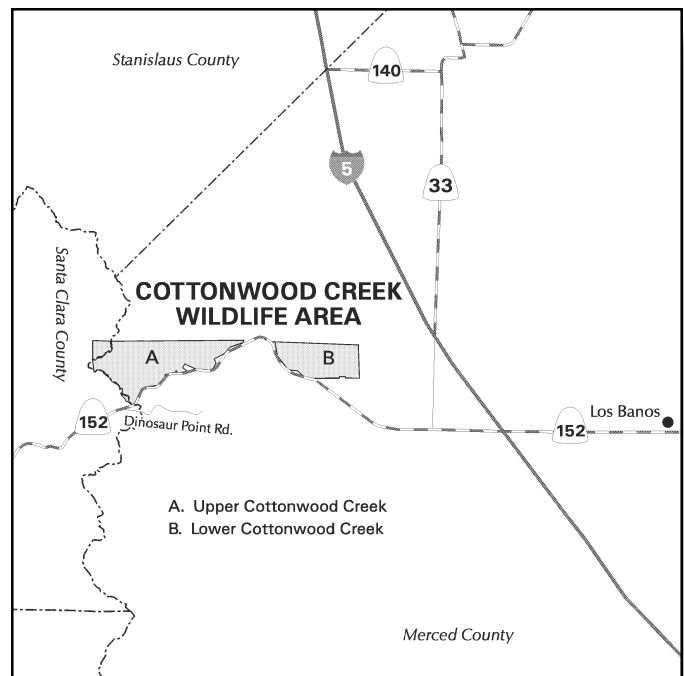 Stanislaus County
140
5
33
Santa Clara County
COTTONWOOD CREEK
WILDLIFE AREA
A
B
152
Dinosaur Point Rd.
152
Los Banos
A. Upper Cottonwood Creek
B. Lower Cottonwood Creek
Merced County